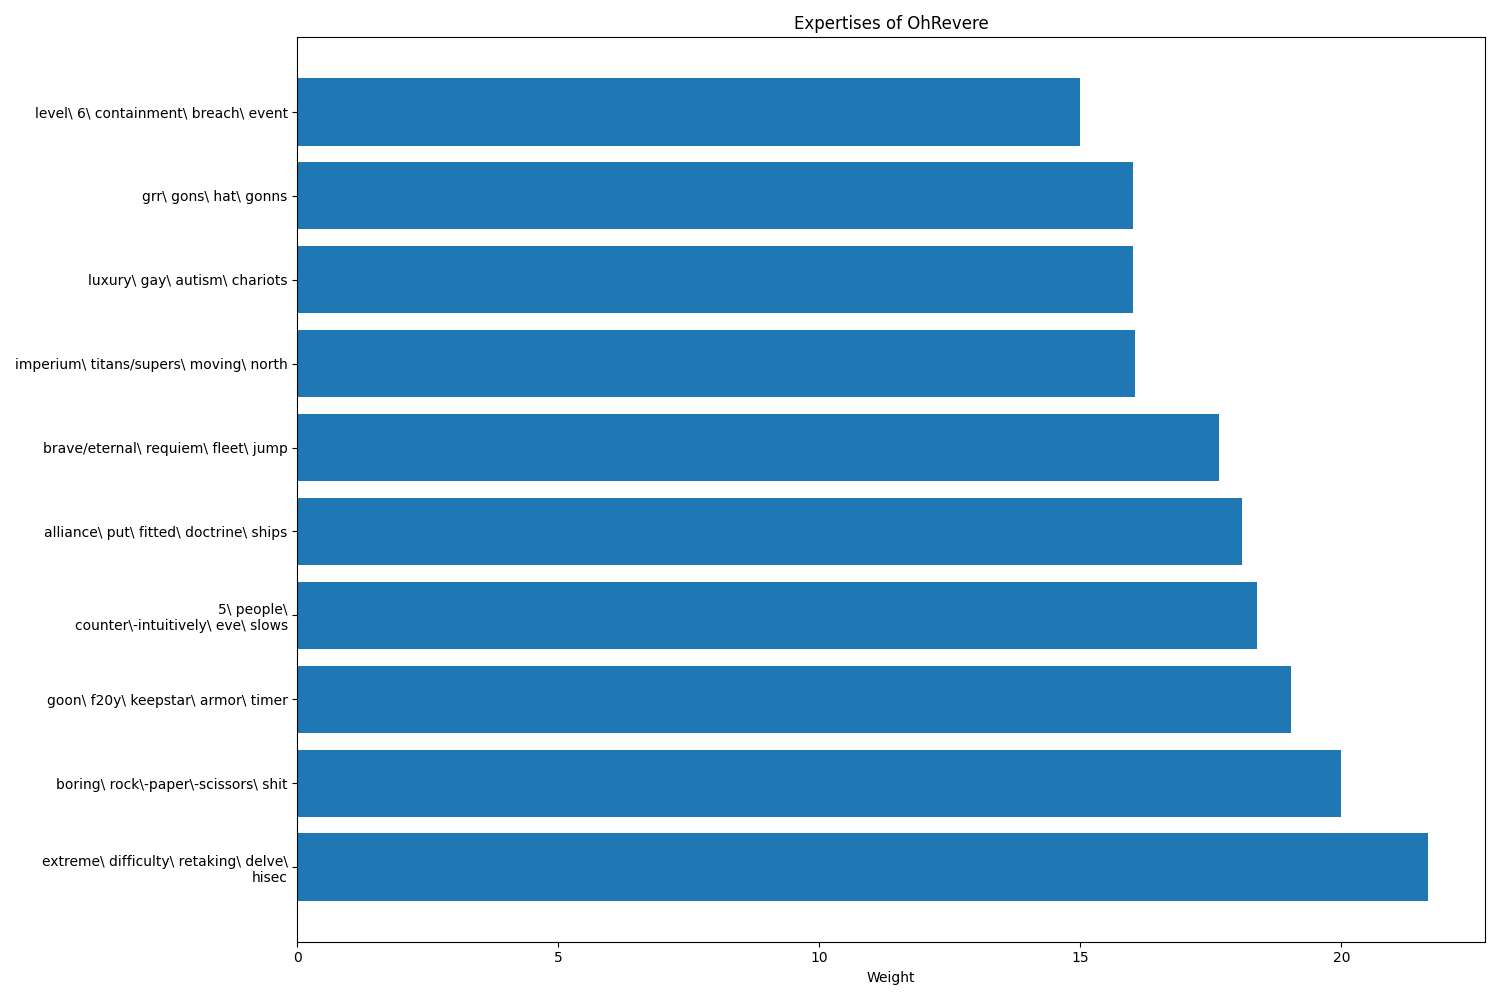 Expertises of OhRevere
level\ 6\ containment\ breach\ event
grr\ gons\ hat\ gonns
luxury\ gay\ autism\ chariots
imperium\ titans/supers\ moving\ north
brave/eternal\ requiem\ fleet\ jump
alliance\ put\ fitted\ doctrine\ ships
5\ people\
counter\-intuitively\ eve\ slows
goon\ f20y\ keepstar\ armor\ timer
boring\ rock\-paper\-scissors\ shit
extreme\ difficulty\ retaking\ delve\
hisec
0 5 10 15 20
Weight